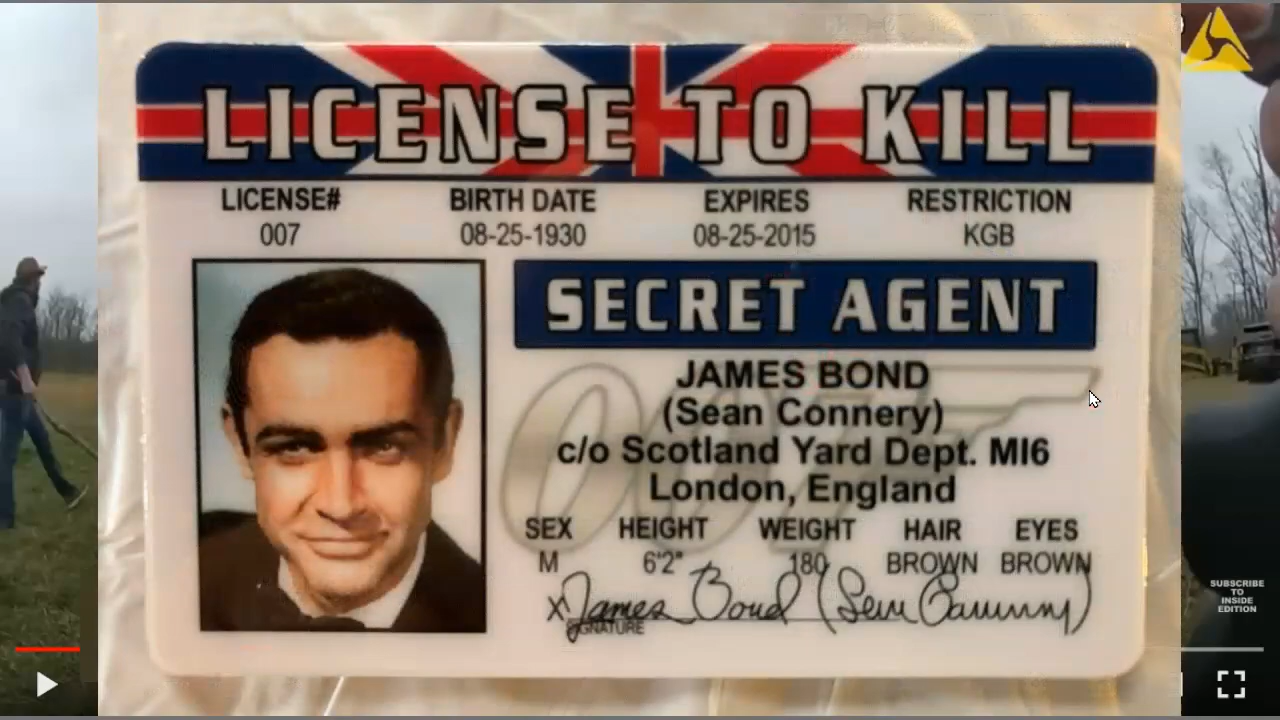 LICENSE TO KILL
LICENSE# BIRTH DATE EXPIRES RESTRICTION
007 08-25-1930 08-25-2015 KGB
SECRET AGENT
007
JAMES BOND
(Sean Connery)
c/o Scotland Yard Dept. MI6
London, England
SEX HEIGHT WEIGHT HAIR EYES
M 6'2" 180 BROWN BROWN
X James Bond (Sean Connery)
SIGNATURE
SUBSCRIBE
TO
INSIDE
EDITION